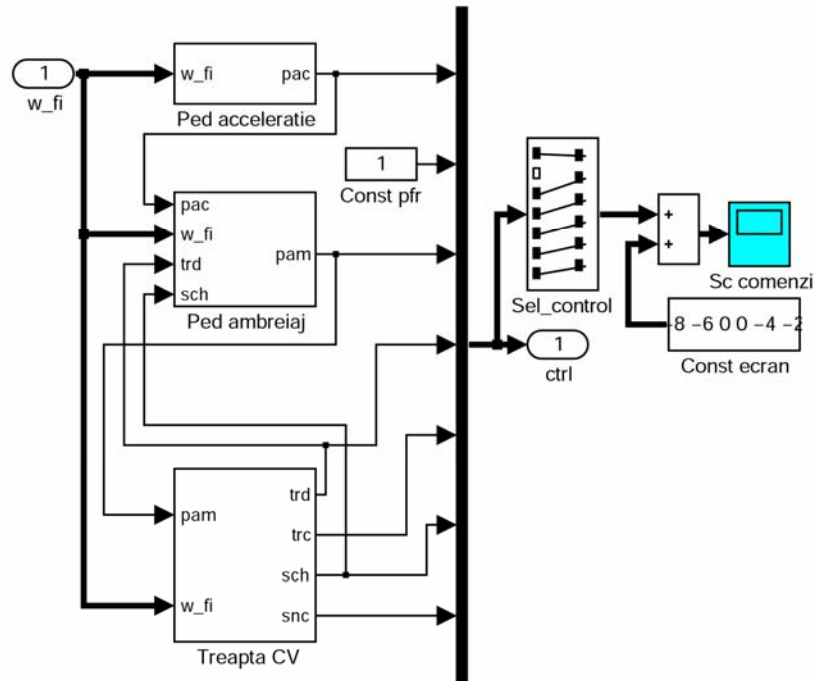 1
w_fi
w_fi
pac
Ped acceleratie
1
Const pfr
pac
w_fi
trd
sch
pam
Ped ambreiaj
Sel_control
+
+
Sc comenzi
-8 -6 0 0 -4 -2
Const ecran
1
ctrl
pam
w_fi
trd
trc
sch
snc
Treapta CV